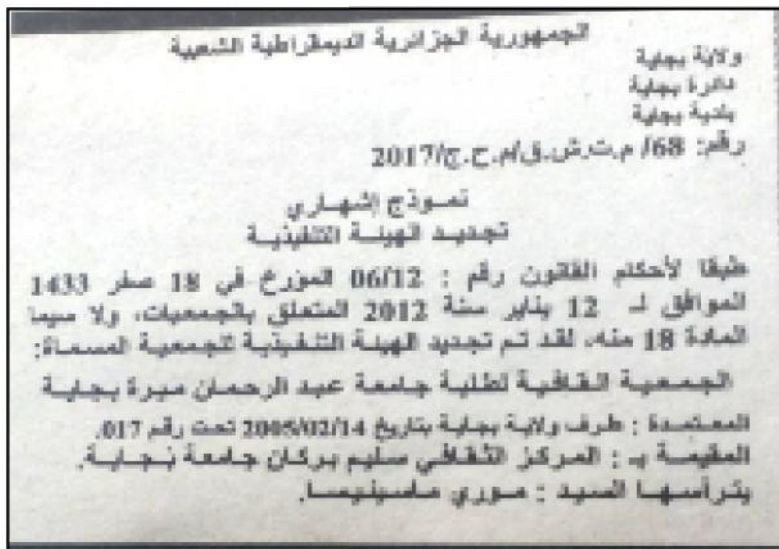 الجمهورية الجزائرية الديمقراطية الشعبية
ولاية بجاية
دائرة بجاية
بلدية بجاية
رقم: 68/ م.ت.ش.ق/م.ح.ج/2017
نموذج إشهاري
تجديد الهيئة التنفيذية
طبقا لأحكام القانون رقم : 06/12 المؤرخ في 18 صفر 1433
الموافق لـ 12 يناير سنة 2012 المتعلق بالجمعيات، ولا سيما
المادة 18 منه، لقد تم تجديد الهيئة التنفيذية للجمعية المسماة:
الجمعية الثقافية لطلبة جامعة عبد الرحمان ميرة بجاية
المعتمدة : طرف ولاية بجاية بتاريخ 2005/02/14 تحت رقم 017.
المقيمة بـ : المركز الثقافي سليم بركان جامعة بجاية.
يترأسها السيد : موري ماسينيسا.